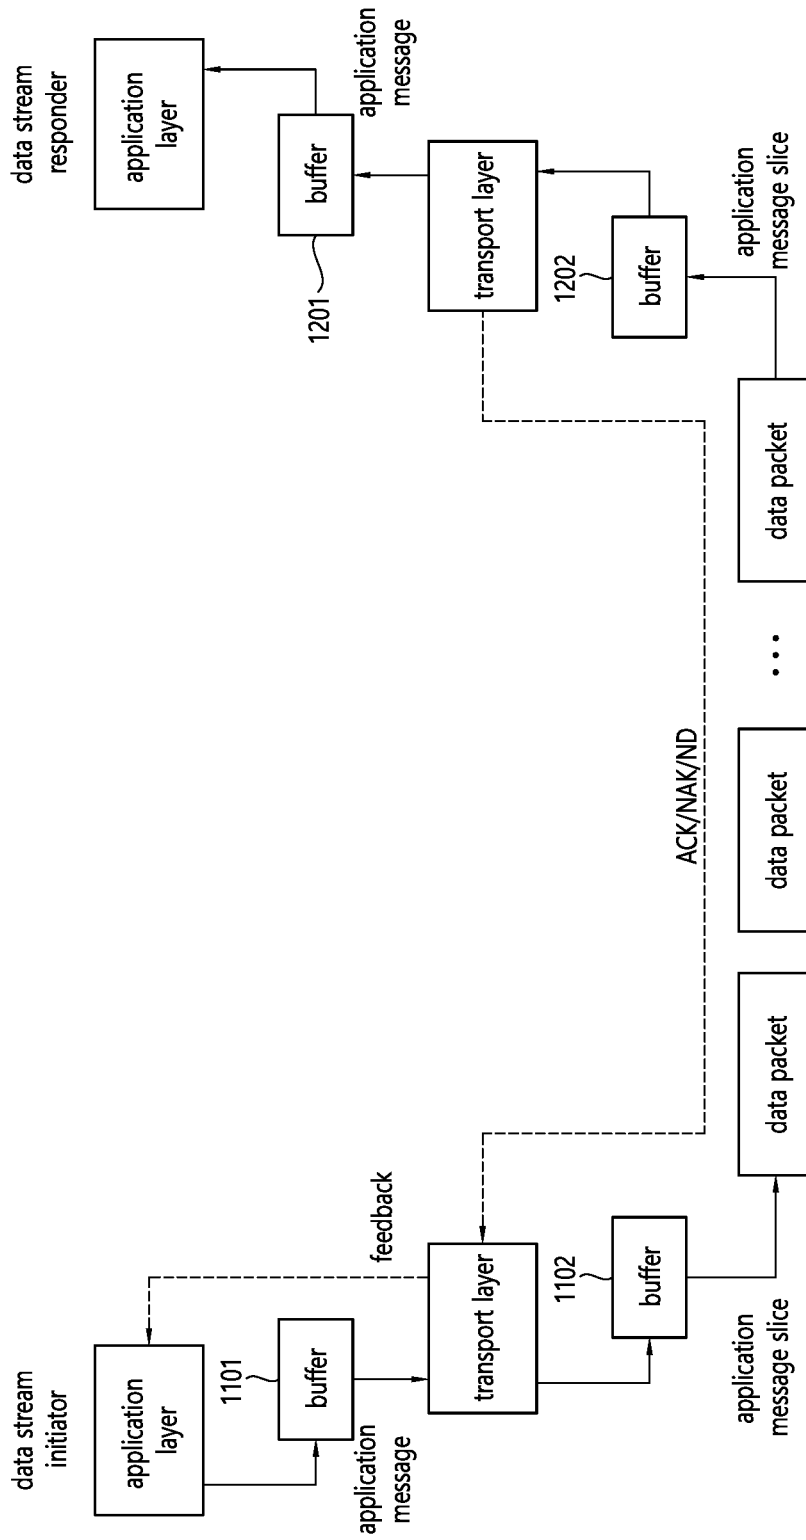 data stream
initiator
data stream
responder
application
layer
application
layer
feedback
1101
buffer
buffer
1201
application
message
application
message
transport layer
transport layer
1102
buffer
1202
buffer
ACK/NAK/ND
application
message slice
application
message slice
data packet
data packet
...
data packet